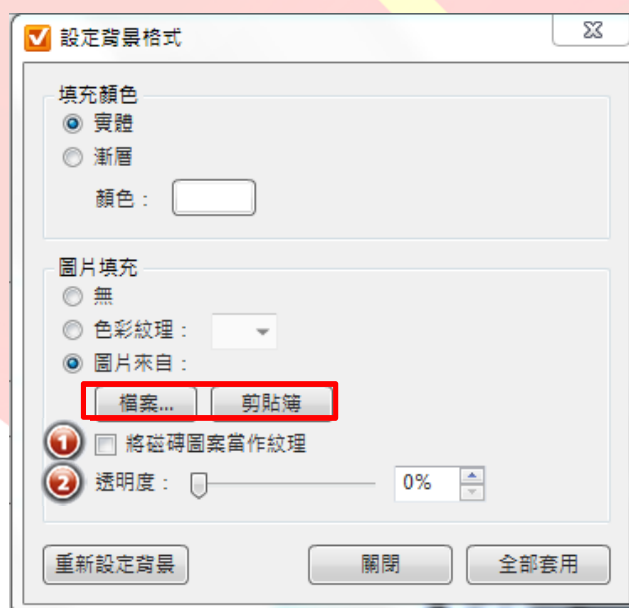 設定背景格式
填充顏色
實體
漸層
顏色：
圖片填充
無
色彩紋理：
圖片來自：
檔案... 剪貼簿
1 將磁磚圖案當作紋理
2 透明度： 0%
重新設定背景 關閉 全部套用